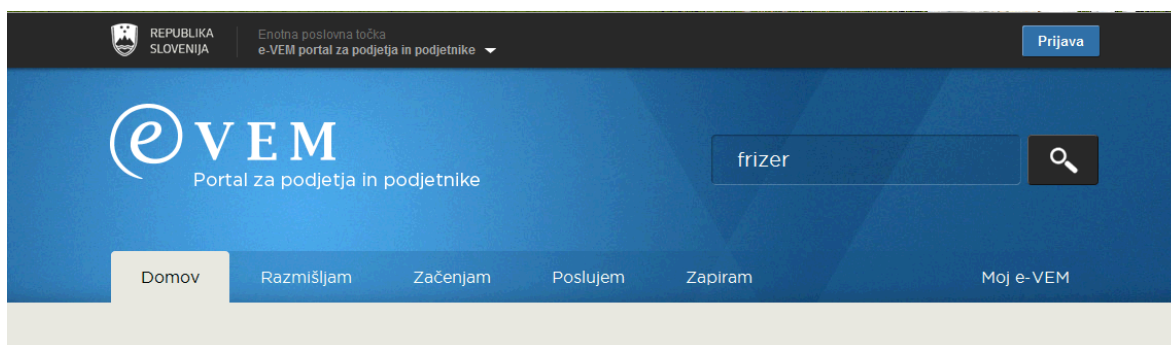 REPUBLIKA
SLOVENIJA
Enotna poslovna točka
e-VEM portal za podjetja in podjetnike
Prijava
e VEM
Portal za podjetja in podjetnike
frizer
Domov
Razmišljam
Začenjam
Poslujem
Zapiram
Moj e-VEM